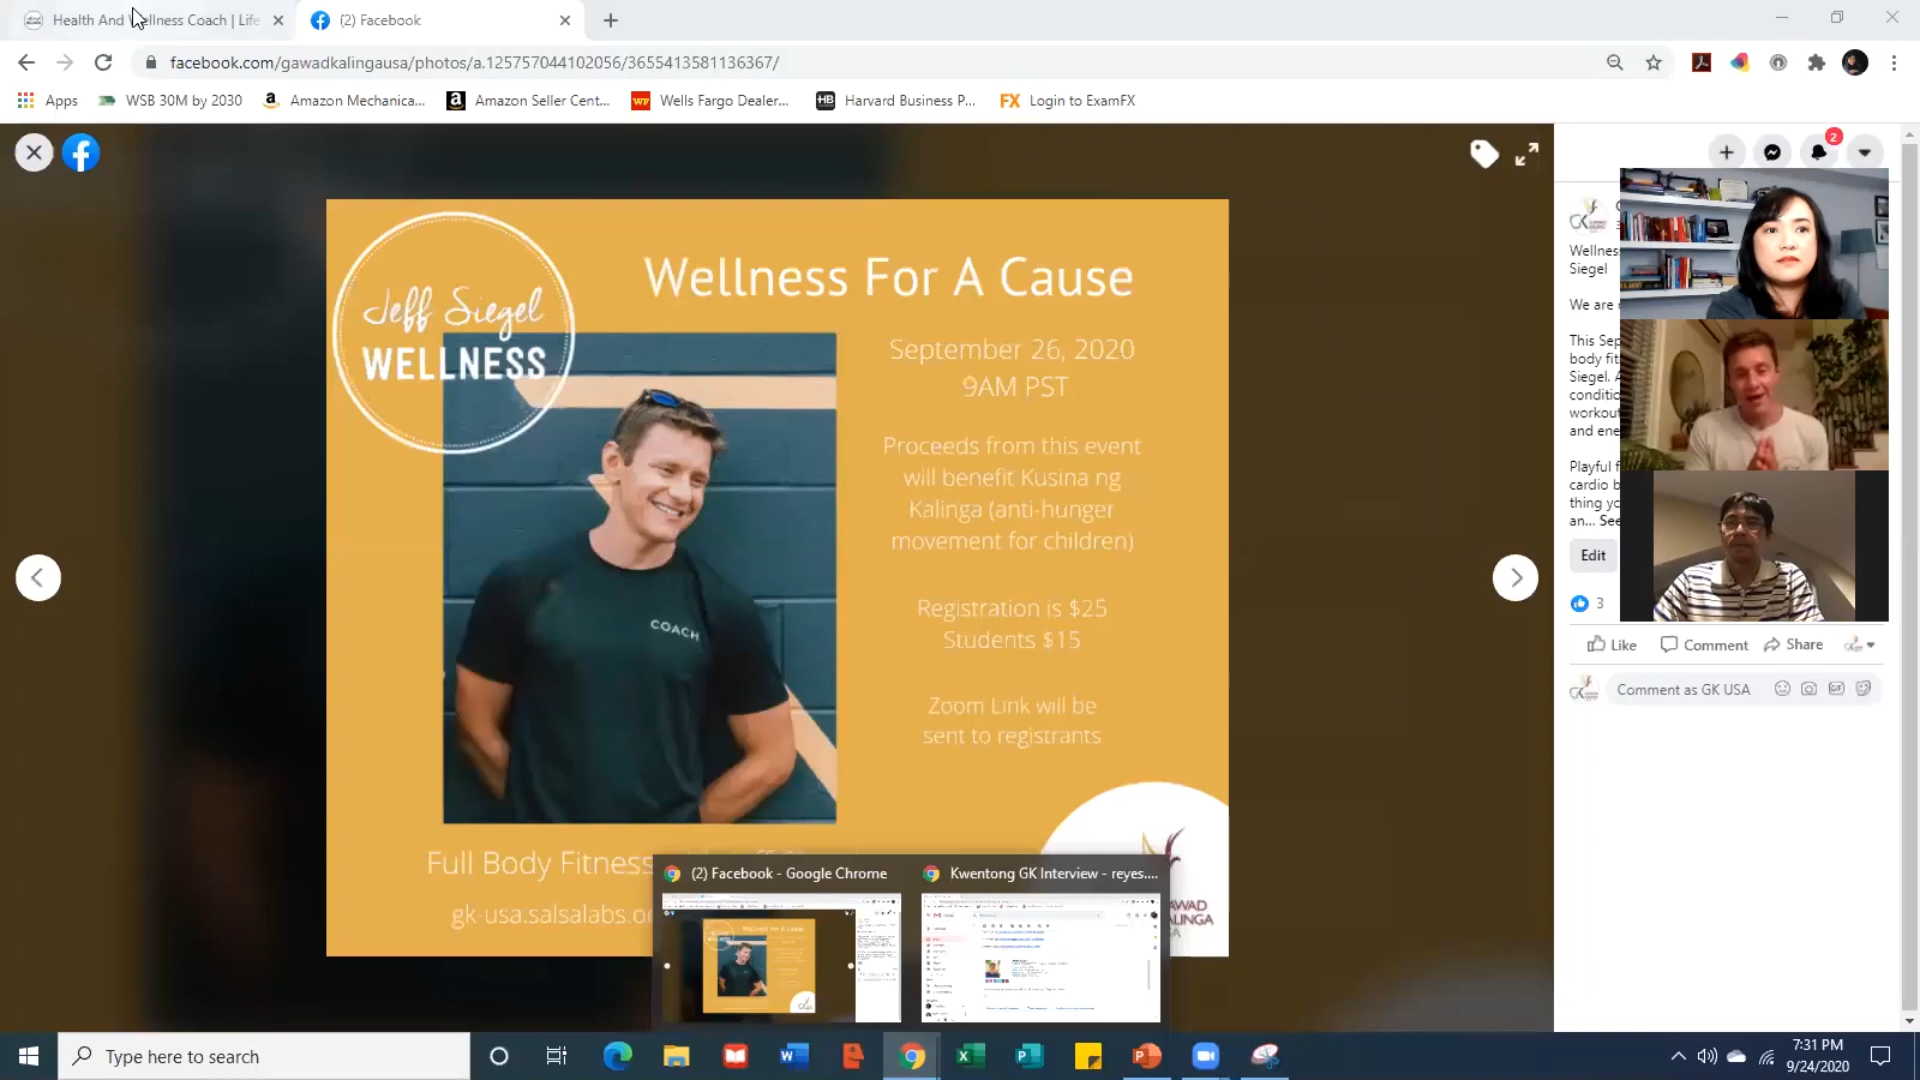 Health And Wellness Coach | Life
(2) Facebook
facebook.com/gawadkalingausa/photos/a.125757044102056/3655413581136367/
Apps
WSB 30M by 2030
Amazon Mechanica...
Amazon Seller Cent...
Wells Fargo Dealer...
Harvard Business P...
Login to ExamFX
2
Jeff Siegel
WELLNESS
Wellness For A Cause
September 26, 2020
9AM PST
Proceeds from this event
will benefit Kusina ng
Kalinga (anti-hunger
movement for children)
Registration is $25
Students $15
Zoom Link will be
sent to registrants
COACH
Full Body Fitness
gk-usa.salsalabs.or
Wellness
Siegel
We are
This Sep
body fit
Siegel. A
conditio
workout
and ene
Playful f
cardio b
thing yo
an... See
Edit
3
Like
Comment
Share
Comment as GK USA
(2) Facebook - Google Chrome
Kwentong GK Interview - reyes....
Type here to search
7:31 PM
9/24/2020